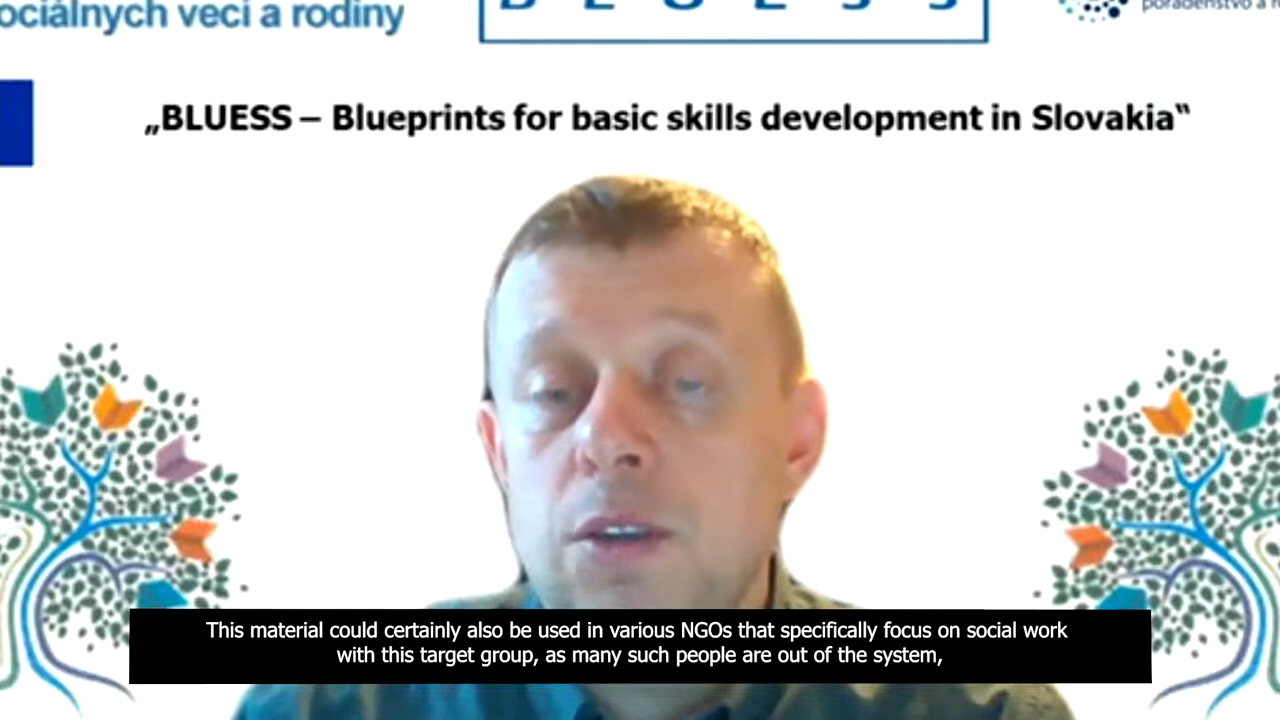 sociálnych vecí a rodiny
BLUESS
„BLUESS – Blueprints for basic skills development in Slovakia“
This material could certainly also be used in various NGOs that specifically focus on social work
with this target group, as many such people are out of the system,